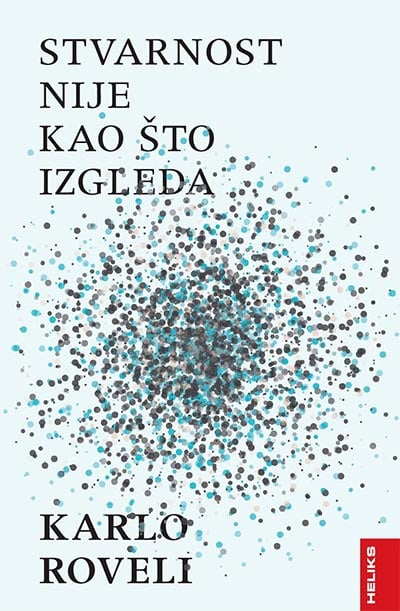 STVARNOST
NIJE
KAO ŠTO
IZGLEDA
KARLO
ROVELI
HELIKS